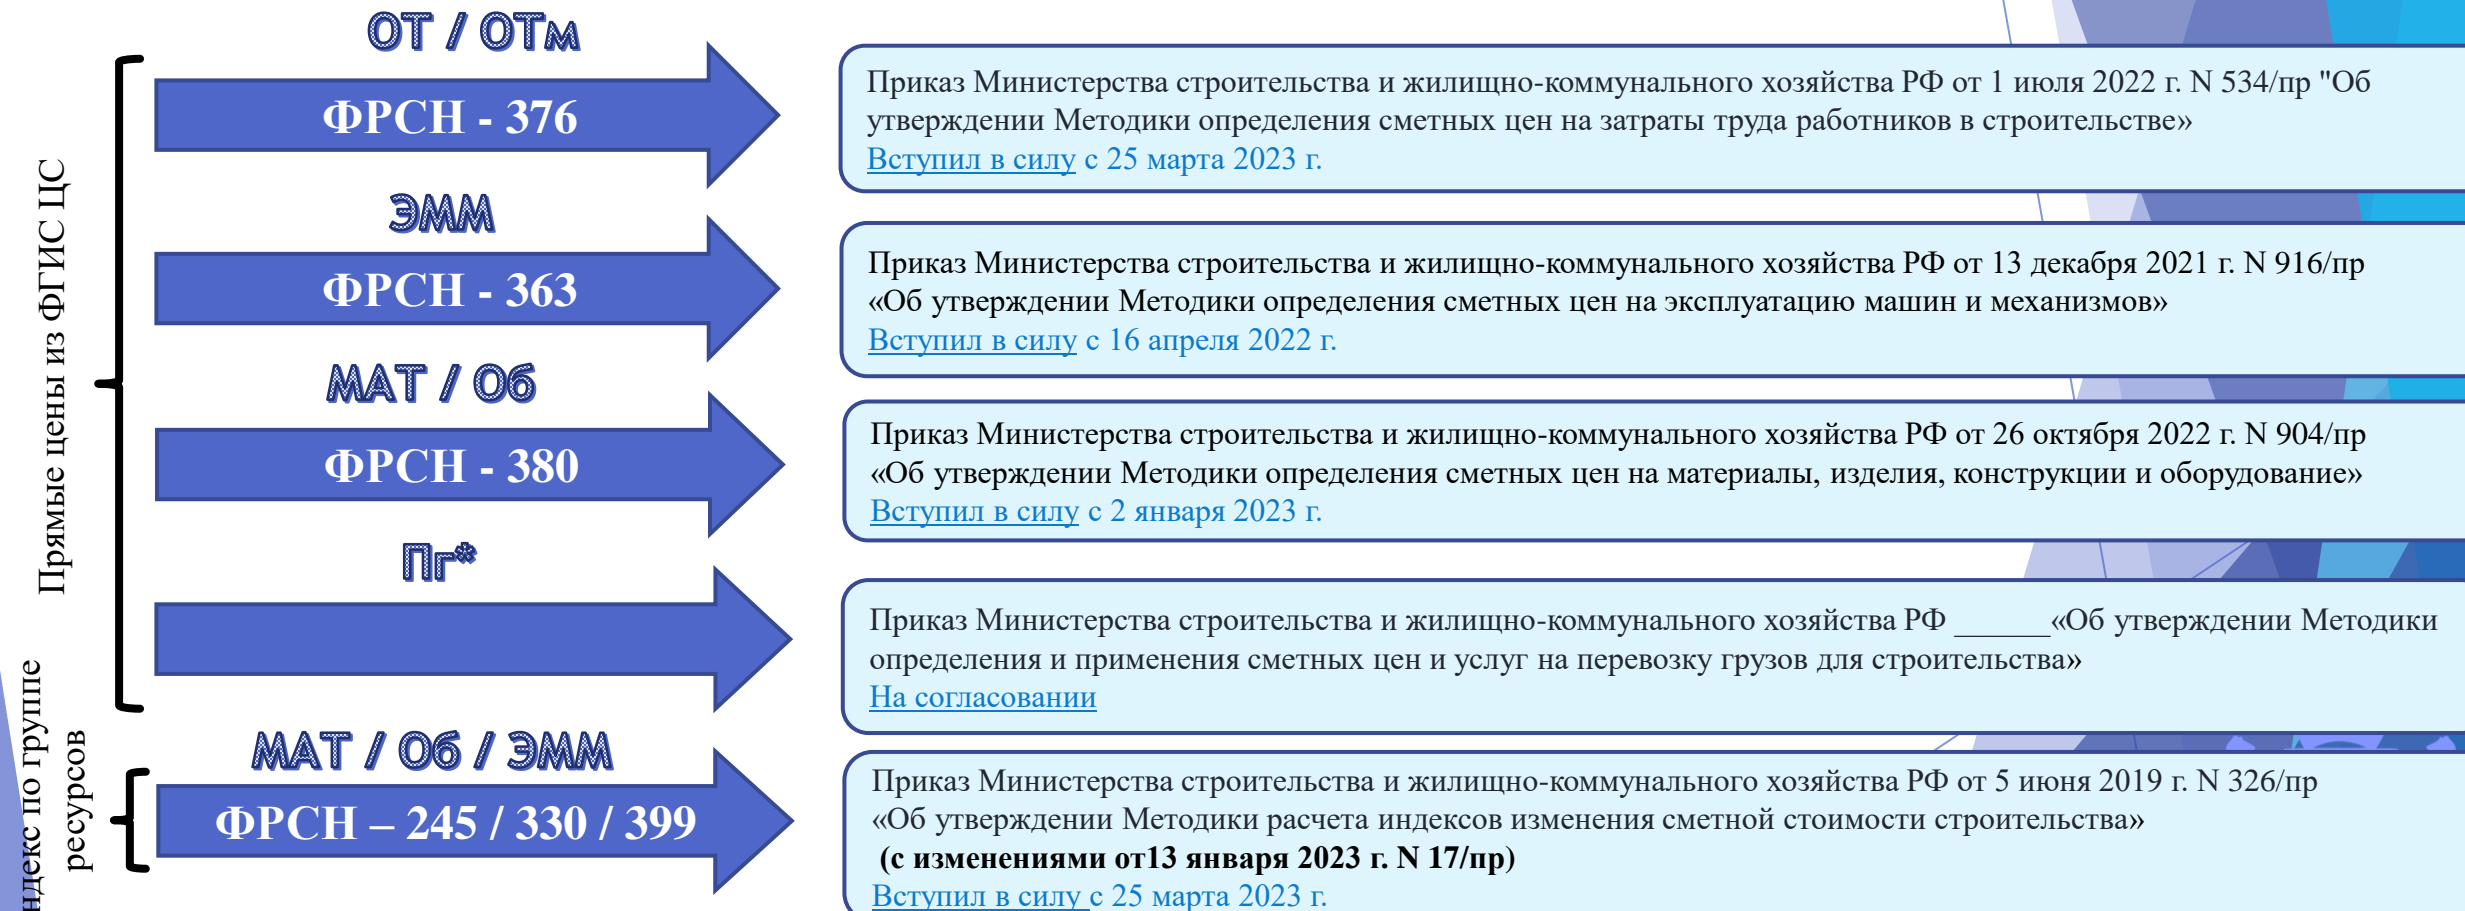 Прямые цены из ФГИС ЦС
ОТ / ОТм
ФРСН - 376
Приказ Министерства строительства и жилищно-коммунального хозяйства РФ от 1 июля 2022 г. N 534/пр "Об
утверждении Методики определения сметных цен на затраты труда работников в строительстве»
Вступил в силу с 25 марта 2023 г.
ЭММ
ФРСН - 363
Приказ Министерства строительства и жилищно-коммунального хозяйства РФ от 13 декабря 2021 г. N 916/пр
«Об утверждении Методики определения сметных цен на эксплуатацию машин и механизмов»
Вступил в силу с 16 апреля 2022 г.
МАТ / Об
ФРСН - 380
Приказ Министерства строительства и жилищно-коммунального хозяйства РФ от 26 октября 2022 г. N 904/пр
«Об утверждении Методики определения сметных цен на материалы, изделия, конструкции и оборудование»
Вступил в силу с 2 января 2023 г.
Пг*
Приказ Министерства строительства и жилищно-коммунального хозяйства РФ ______«Об утверждении Методики
определения и применения сметных цен и услуг на перевозку грузов для строительства»
На согласовании
ндекс по группе
ресурсов
МАТ / Об / ЭММ
ФРСН – 245 / 330 / 399
Приказ Министерства строительства и жилищно-коммунального хозяйства РФ от 5 июня 2019 г. N 326/пр
«Об утверждении Методики расчета индексов изменения сметной стоимости строительства»
(с изменениями от13 января 2023 г. N 17/пр)
Вступил в силу с 25 марта 2023 г.